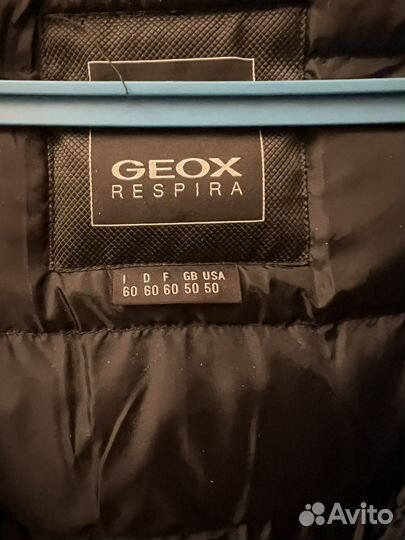 GEOX
RESPIRA
I D F GB USA
60 60 60 50 50
Avito